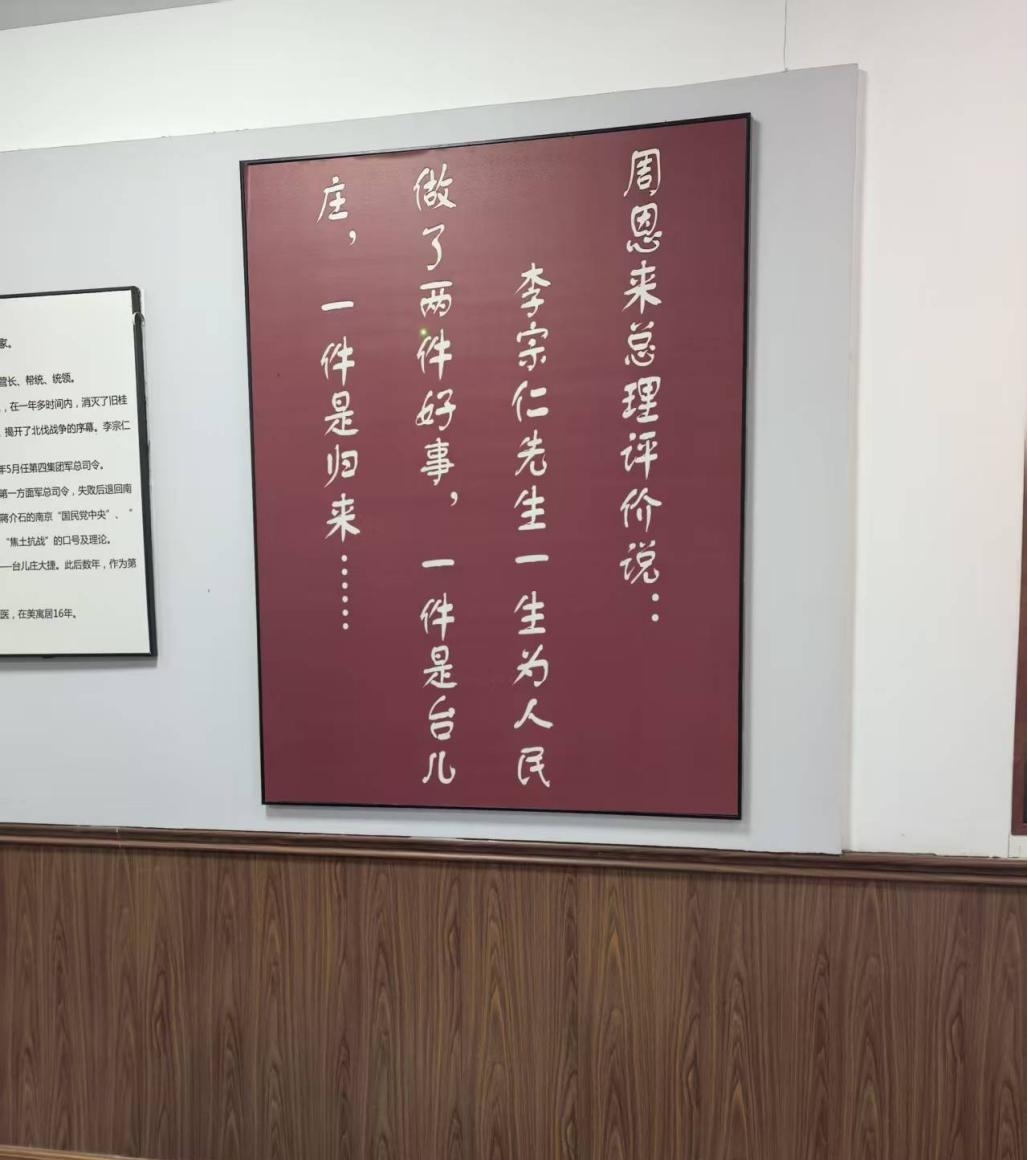 周恩来总理评价说：
李宗仁先生一生为人民
做了两件好事，一件是台儿
庄，一件是归来……
家。
营长、帮统、统领。
，在一年多时间内，消灭了旧桂
揭开了北伐战争的序幕。李宗仁
年5月任第四集团军总司令。
第一方面军总司令，失败后退回南
蒋介石的南京“国民党中央”、“
“焦土抗战”的口号及理论。
——台儿庄大捷。此后数年，作为第
医，在美寓居16年。